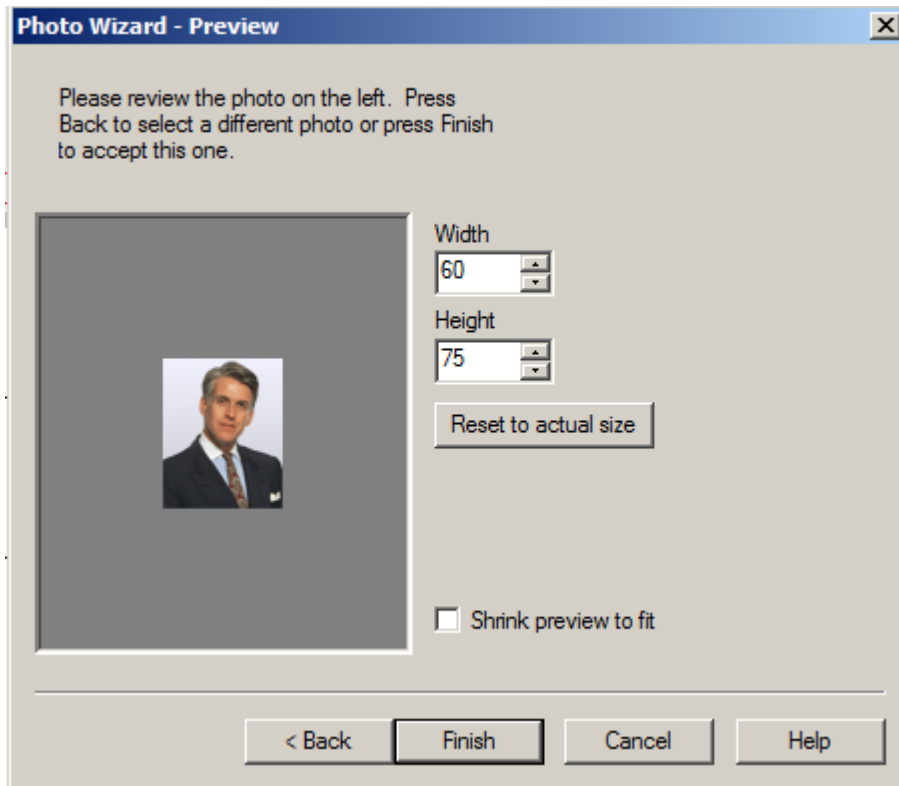 Photo Wizard - Preview
Please review the photo on the left.  Press
Back to select a different photo or press Finish
to accept this one.
Width
60
Height
75
Reset to actual size
Shrink preview to fit
< Back
Finish
Cancel
Help